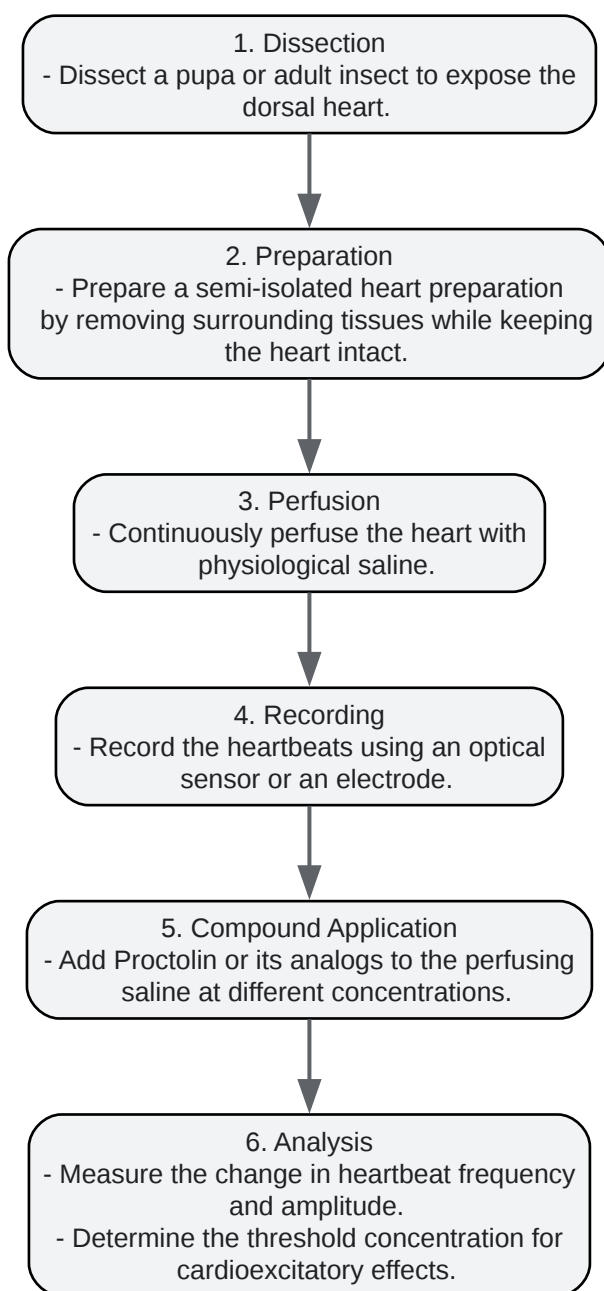 1. Dissection
- Dissect a pupa or adult insect to expose the
dorsal heart.
2. Preparation
- Prepare a semi-isolated heart preparation
by removing surrounding tissues while keeping
the heart intact.
3. Perfusion
- Continuously perfuse the heart with
physiological saline.
4. Recording
- Record the heartbeats using an optical
sensor or an electrode.
5. Compound Application
- Add Proctolin or its analogs to the perfusing
saline at different concentrations.
6. Analysis
- Measure the change in heartbeat frequency
and amplitude.
- Determine the threshold concentration for
cardioexcitatory effects.